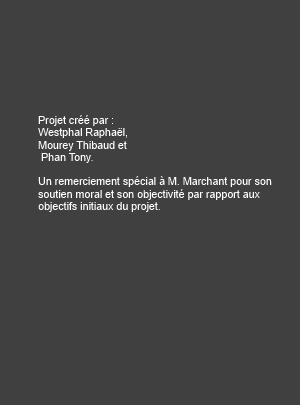 Projet créé par :
Westphal Raphaël,
Mourey Thibaud et
Phan Tony.
Un remerciement spécial à M. Marchant pour son
soutien moral et son objectivité par rapport aux
objectifs initiaux du projet.